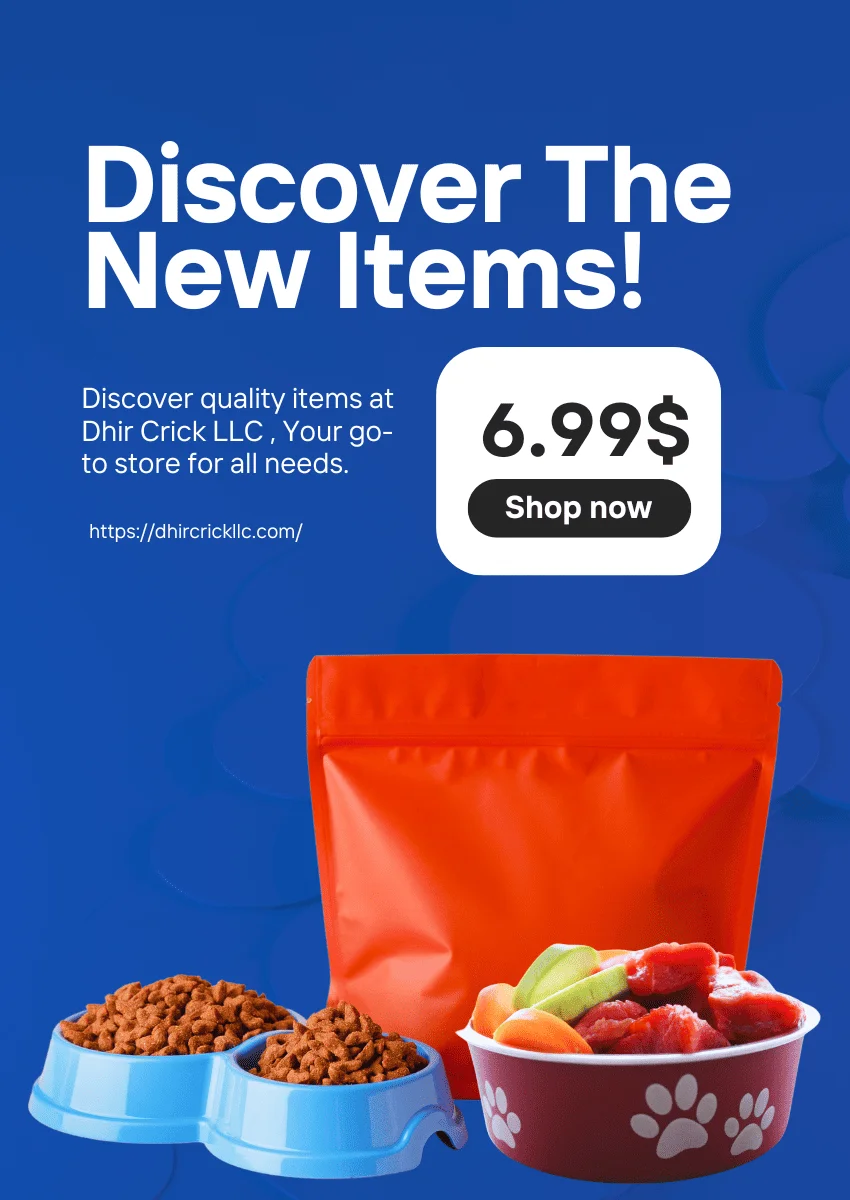 Discover The
New Items!
Discover quality items at
Dhir Crick LLC , Your go-
to store for all needs.
https://dhircrickllc.com/
6.99$
Shop now